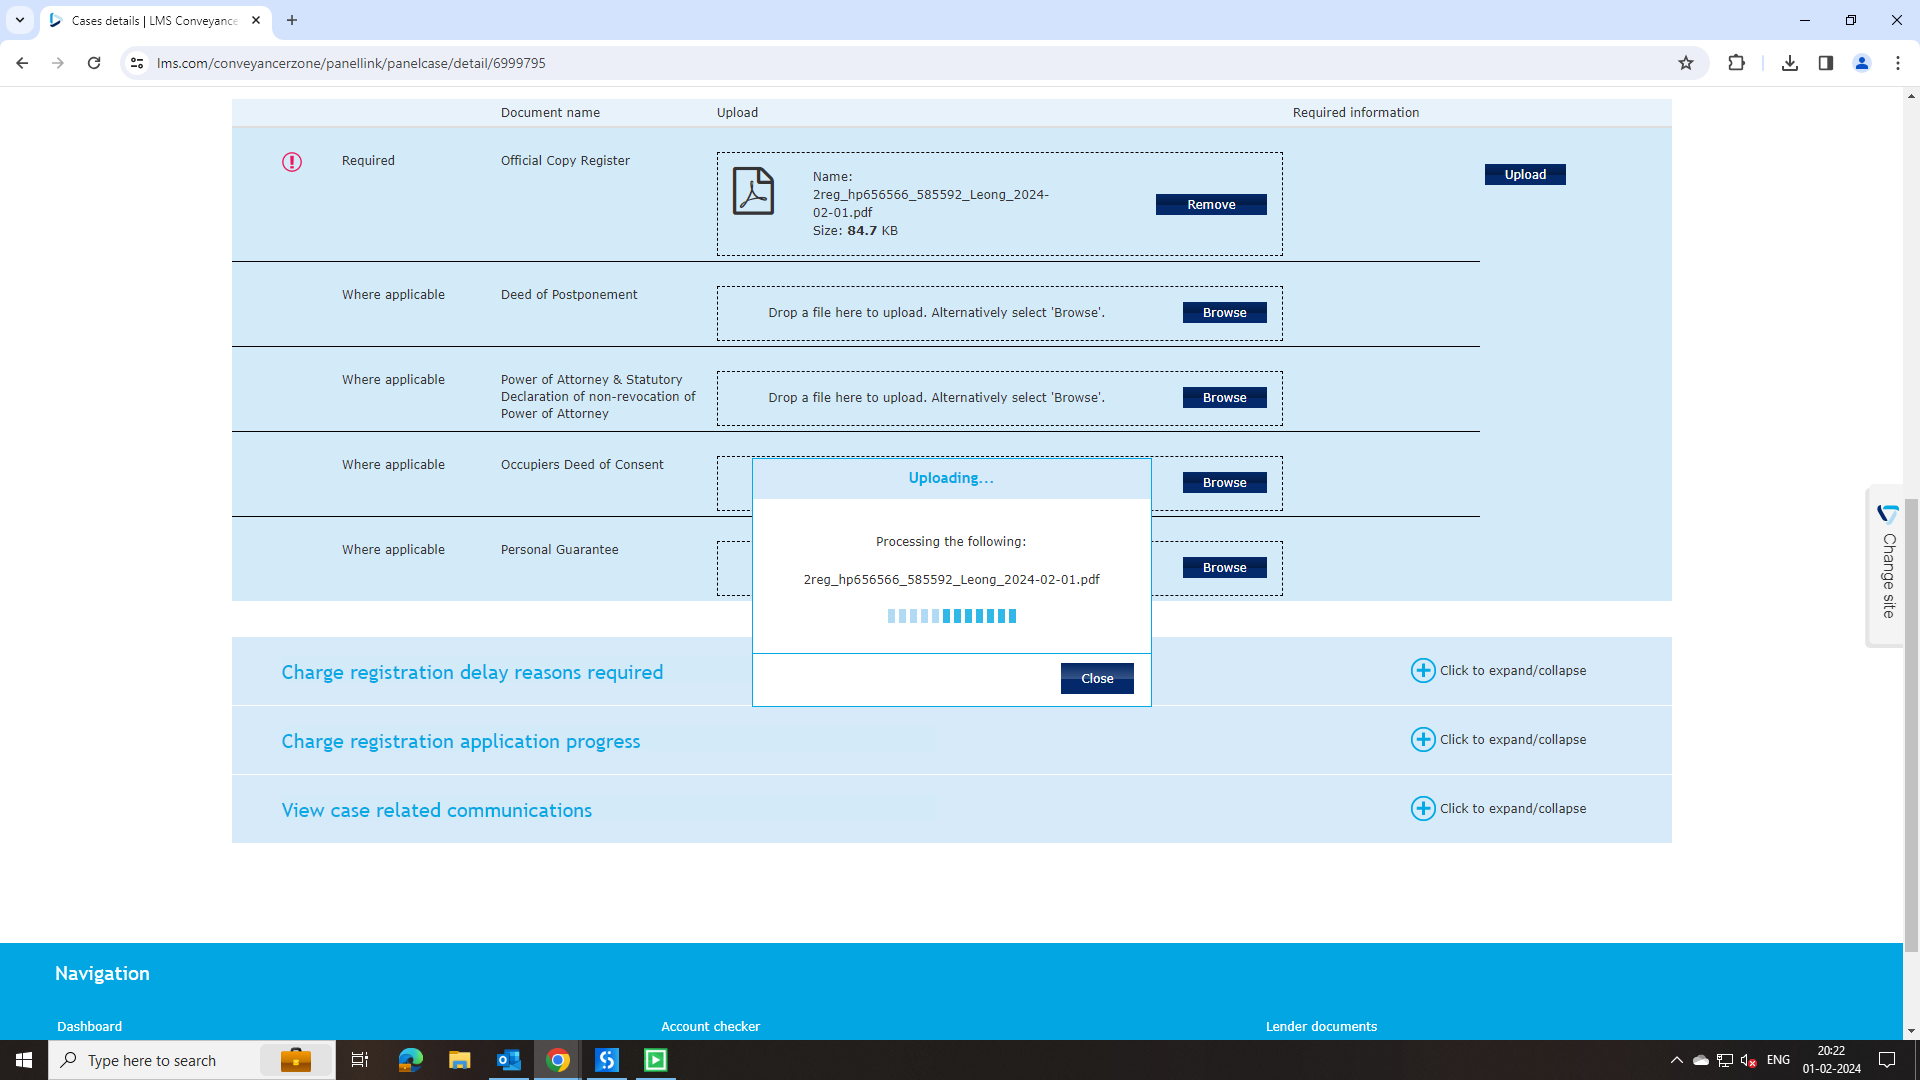 Cases details | LMS Conveyance
lms.com/conveyancerzone/panellink/panelcase/detail/6999795
Document name
Upload
Required information
Required
Official Copy Register
Name:
2reg_hp656566_585592_Leong_2024-
02-01.pdf
Size: 84.7 KB
Remove
Upload
Where applicable
Deed of Postponement
Drop a file here to upload. Alternatively select 'Browse'.
Browse
Where applicable
Power of Attorney & Statutory
Declaration of non-revocation of
Power of Attorney
Drop a file here to upload. Alternatively select 'Browse'.
Browse
Where applicable
Occupiers Deed of Consent
Browse
Where applicable
Personal Guarantee
Browse
Uploading...
Processing the following:
2reg_hp656566_585592_Leong_2024-02-01.pdf
Close
Change site
Charge registration delay reasons required
Click to expand/collapse
Charge registration application progress
Click to expand/collapse
View case related communications
Click to expand/collapse
Navigation
Dashboard
Account checker
Lender documents
Type here to search
ENG
20:22
01-02-2024